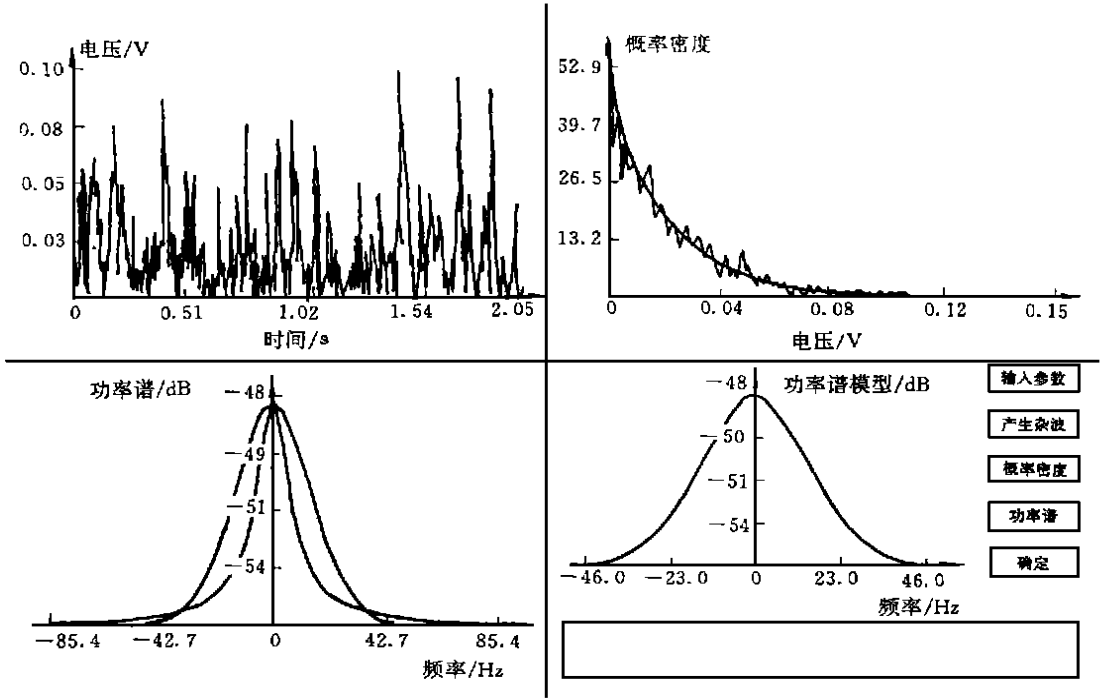 电压/V
0.10
0.08
0.05
0.03
0
0.51
1.02
1.54
2.05
时间/s
概率密度
52.9
39.7
26.5
13.2
0
0.04
0.08
0.12
0.15
电压/V
功率谱/dB
-48
-49
-51
-54
-85.4
-42.7
0
42.7
85.4
频率/Hz
功率谱模型/dB
-48
-50
-51
-54
-46.0
-23.0
0
23.0
46.0
频率/Hz
输入参数
产生杂波
概率密度
功率谱
确定